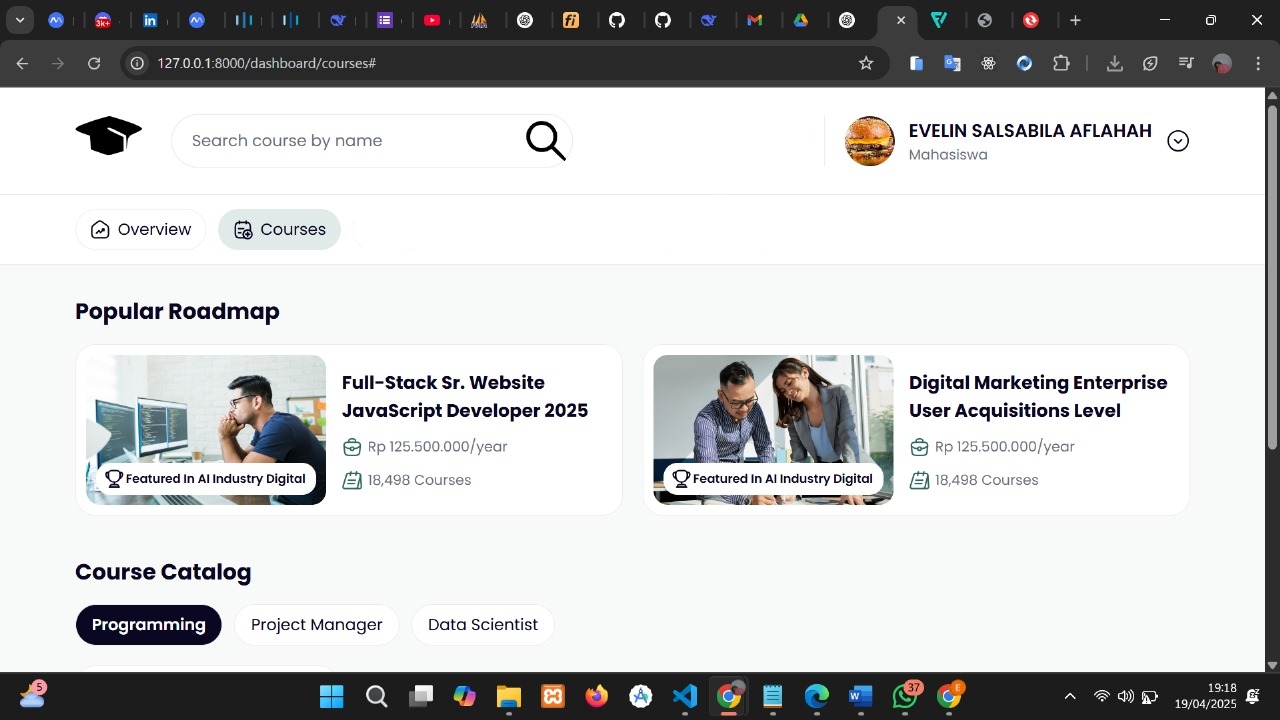 3K+
127.0.0.1:8000/dashboard/courses#
Search course by name
EVELIN SALSABILA AFLAHAH
Mahasiswa
Overview
Courses
Popular Roadmap
Full-Stack Sr. Website
JavaScript Developer 2025
Rp 125.500.000/year
18,498 Courses
Featured In AI Industry Digital
Digital Marketing Enterprise
User Acquisitions Level
Rp 125.500.000/year
18,498 Courses
Featured In AI Industry Digital
Course Catalog
Programming
Project Manager
Data Scientist
5
37
E
19:18
19/04/2025